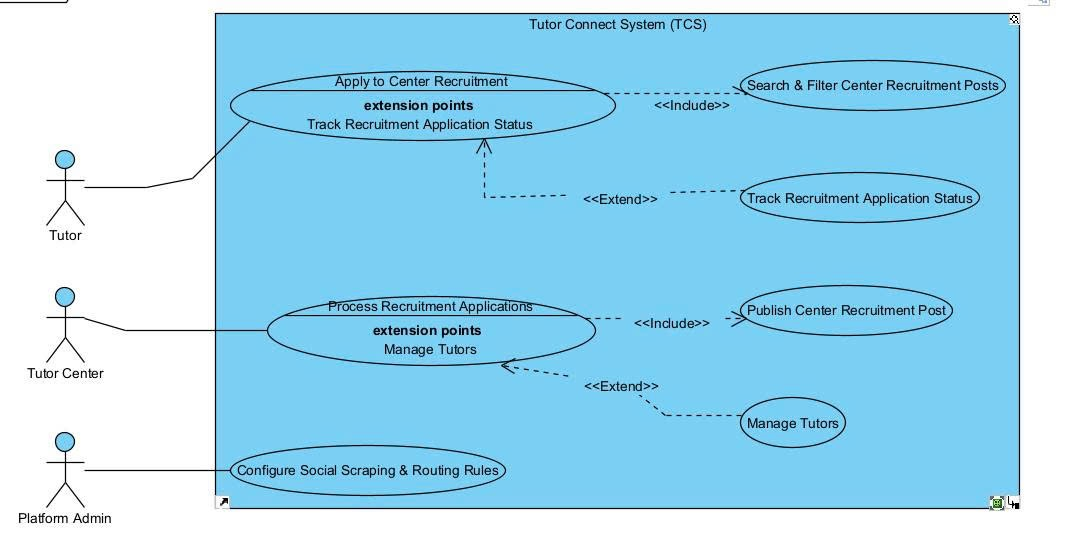 Tutor Connect System (TCS)
Apply to Center Recruitment
extension points
Track Recruitment Application Status
<<Include>>
Search & Filter Center Recruitment Posts
<<Extend>>
Track Recruitment Application Status
Tutor
Process Recruitment Applications
extension points
Manage Tutors
<<Include>>
Publish Center Recruitment Post
Tutor Center
<<Extend>>
Manage Tutors
Configure Social Scraping & Routing Rules
Platform Admin